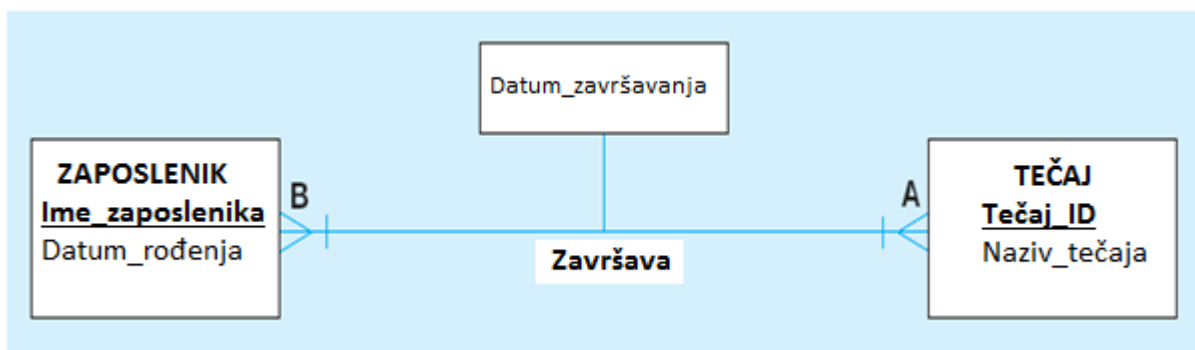 Datum_završavanja
ZAPOSLENIK
Ime_zaposlenika
Datum_rođenja
B
Završava
A
TEČAJ
Tečaj_ID
Naziv_tečaja